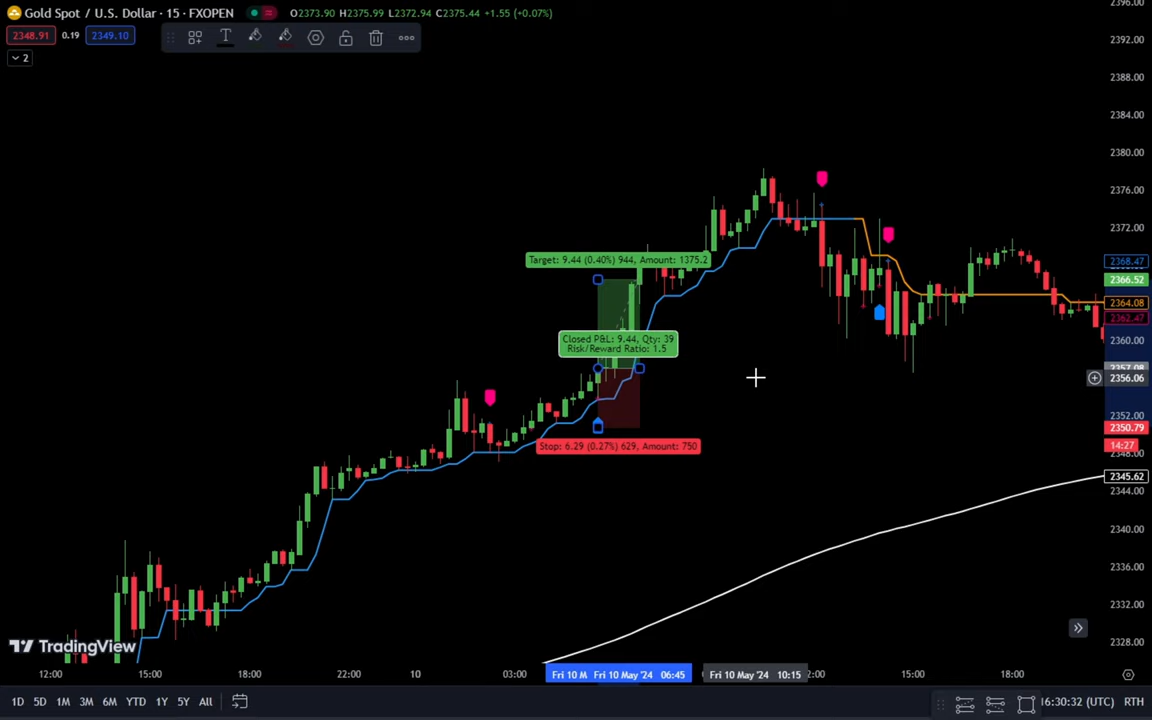 Gold Spot / U.S. Dollar · 15 · FXOPEN
O2373.90 H2375.99 L2372.94 C2375.44 +1.55 (+0.07%)
2348.91 0.19 2349.10
2
2396.00
2392.00
2388.00
2384.00
2380.00
2376.00
2372.00
2368.47
2366.52
2364.08
2362.47
2360.00
2357.08
2356.06
2352.00
2350.79
14:27
2348.00
2345.62
2344.00
2340.00
2336.00
2332.00
2328.00
Target: 9.44 (0.40%) 944, Amount: 1375.2
Closed P&L: 9.44, Qty: 39
Risk/Reward Ratio: 1.5
Stop: 6.29 (0.27%) 629, Amount: 750
TradingView
12:00 15:00 18:00 22:00 10 03:00 Fri 10 M Fri 10 May '24 06:45 Fri 10 May '24 10:15 2:00 15:00 18:00
1D 5D 1M 3M 6M YTD 1Y 5Y All 16:30:32 (UTC) RTH